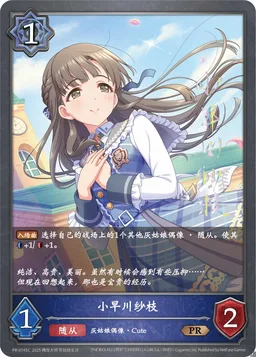 1
入场曲 选择自己的战场上的1个其他灰姑娘偶像·随从。使其
+1/+1。
纯洁、高贵、美丽。虽然有时候会感到有些压抑……
但现在回想起来，那也是宝贵的经历。
小早川纱枝
1
随从
灰姑娘偶像·Cute
PR
2